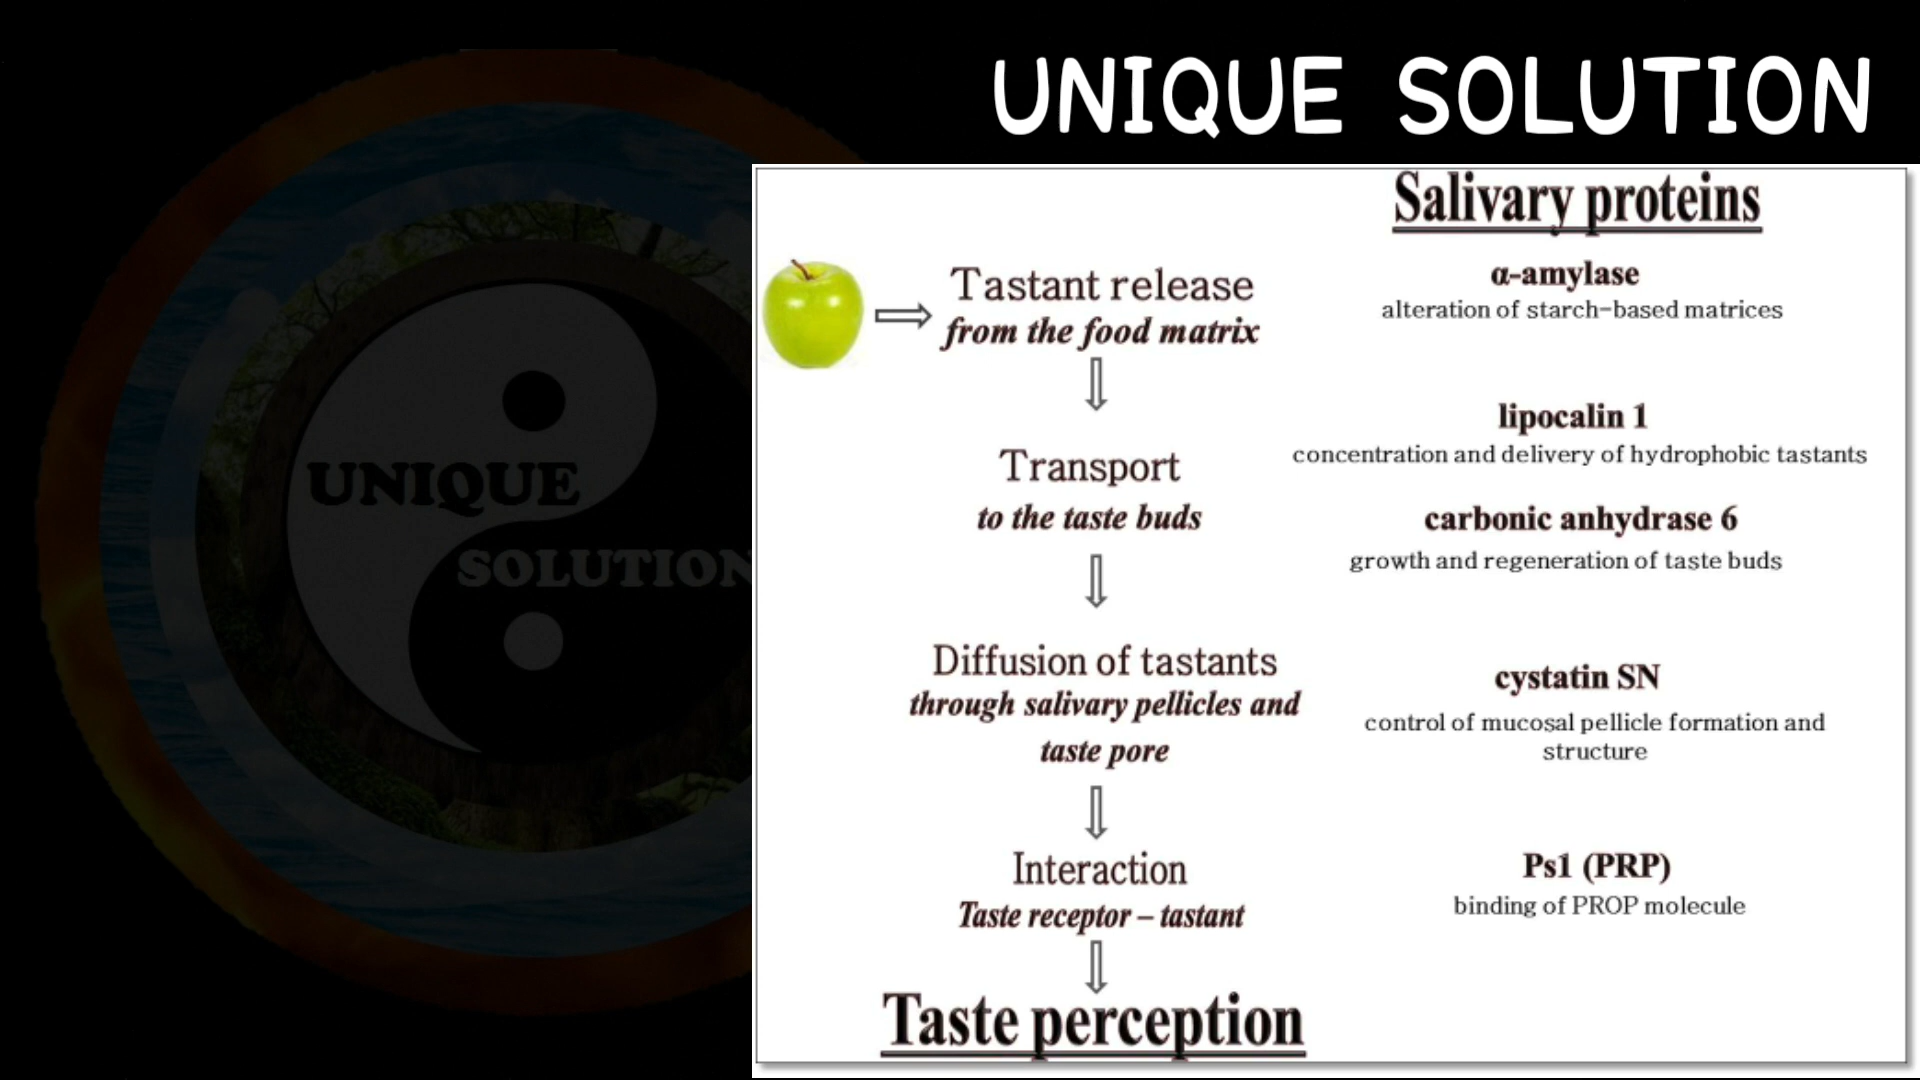 UNIQUE SOLUTION
UNIQUE
SOLUTION
Salivary proteins
Tastant release
from the food matrix
α-amylase
alteration of starch-based matrices
Transport
to the taste buds
lipocalin 1
concentration and delivery of hydrophobic tastants
carbonic anhydrase 6
growth and regeneration of taste buds
Diffusion of tastants
through salivary pellicles and
taste pore
cystatin SN
control of mucosal pellicle formation and
structure
Interaction
Taste receptor – tastant
Ps1 (PRP)
binding of PROP molecule
Taste perception